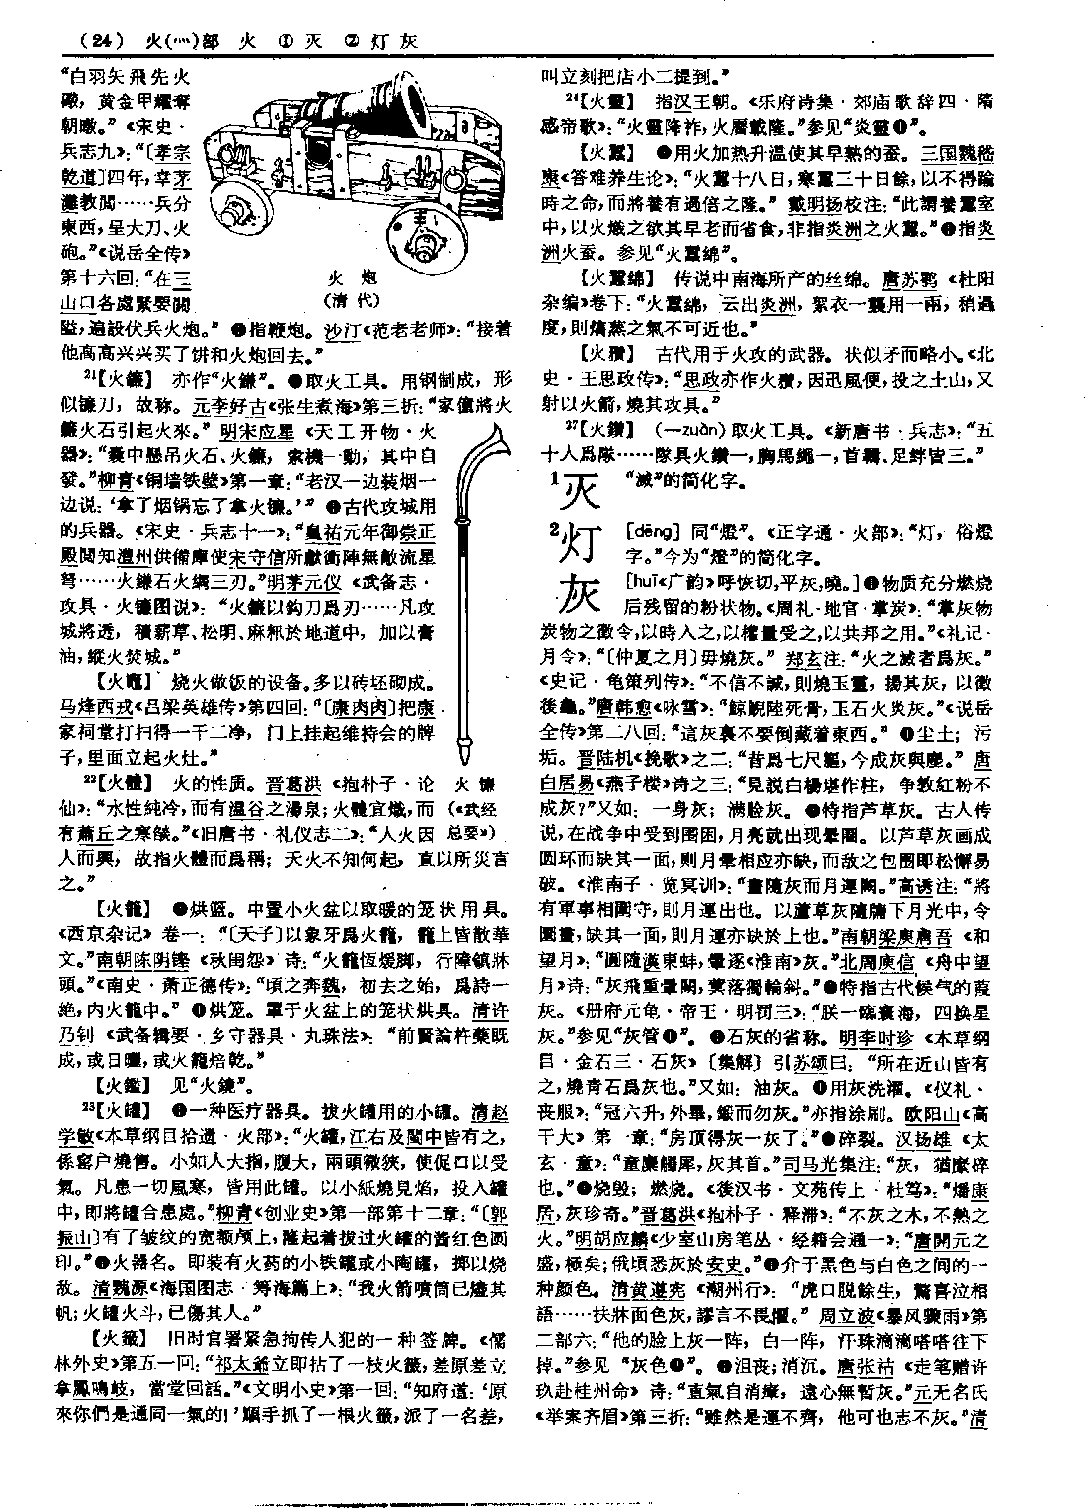 (24) 火(灬)部 火 ①灭 ②灯灰
“白羽矢飛先火
礮，黄金甲耀奪
朝暾。”《宋史·
兵志九》：“〔孝宗
乾道〕四年，幸茅
灘教閲……兵分
東西，呈大刀、火
砲。”《说岳全传》
第十六回：“在三
山口各處緊要関
隘，遍設伏兵火炮。” 指鞭炮。沙汀《范老老师》：“接着
他高高兴兴买了饼和火炮回去。”
火炮
(清代)
21【火鐮】 亦作“火鎌”。取火工具。用钢制成，形
似镰刀，故称。元李好古《张生煮海》第三折：“家僮將火
鐮火石引起火來。”明宋应星《天工开物·火
器》：“囊中懸吊火石、火鐮，索機一動，其中自
發。”柳青《铜墙铁壁》第一章：“老汉一边装烟一
边说：‘拿了烟锅忘了拿火镰。’” 古代攻城用
的兵器。《宋史·兵志十一》：“皇祐元年御崇正
殿閲知澧州供備庫使宋守信所獻衝陣無敵流星
弩……火鎌石火綱三刃。”明茅元仪《武备志·
攻具·火镰图说》：“火鐮以鈎刀爲刃……凡攻
城將透，積薪草、松明、麻籸於地道中，加以膏
油，縱火焚城。”
【火竈】 烧火做饭的设备。多以砖坯砌成。
马烽西戎《吕梁英雄传》第四回：“〔康肉肉〕把康
家祠堂打扫得一干二净，门上挂起维持会的牌
子，里面立起火灶。”
22【火體】 火的性质。晋葛洪《抱朴子·论
仙》：“水性純冷，而有温谷之湯泉；火體宜熾，而
有蕭丘之寒燄。”《旧唐书·礼仪志二》：“人火因
火镰
(《武经
总要》)
人而興，故指火體而爲稱；天火不知何起，直以所災言
之。”
【火籠】 烘篮。中置小火盆以取暖的笼状用具。
《西京杂记》卷一：“〔天子〕以象牙爲火籠，籠上皆散華
文。”南朝陈阴铿《秋闺怨》诗：“火籠恆煖脚，行障鎮牀
頭。”《南史·萧正德传》：“頃之奔魏，初去之始，爲詩一
絶，内火籠中。” 烘笼。罩于火盆上的笼状烘具。清许
乃钊《武备辑要·乡守器具·丸珠法》：“前賢論杵藥既
成，或日曬，或火籠焙乾。”
【火鑑】 见“火鏡”。
23【火罐】 一种医疗器具。拔火罐用的小罐。清赵
学敏《本草纲目拾遗·火部》：“火罐，江右及閩中皆有之，
係窰户燒售。小如人大指，腹大，兩頭微狹，使促口以受
氣。凡患一切風寒，皆用此罐。以小紙燒見焰，投入罐
中，即將罐合患處。”柳青《创业史》第一部第十二章：“〔郭
振山〕有了皱纹的宽额颅上，隆起着拔过火罐的酱红色圆
印。”火器名。即装有火药的小铁罐或小陶罐，掷以烧
敌。清魏源《海国图志·筹海篇上》：“我火箭噴筒已燼其
帆；火罐火斗，已傷其人。”
【火籤】 旧时官署紧急拘传人犯的一种签牌。《儒
林外史》第五一回：“祁太爺立即拈了一枝火籤，差原差立
拿鳳鳴岐，當堂回話。”《文明小史》第一回：“知府道：‘原
來你們是通同一氣的！’順手抓了一根火籤，派了一名差，
叫立刻把店小二提到。”
24【火靈】 指汉王朝。《乐府诗集·郊庙歌辞四·隋
感帝歌》：“火靈降祚，火曆載隆。”参见“炎靈”。
【火蠶】 用火加热升温使其早熟的蚕。三国魏嵇
康《答难养生论》：“火蠶十八日，寒蠶三十日餘，以不得踰
時之命，而將養有過倍之隆。”戴明扬校注：“此謂養蠶室
中，以火燠之欲其早老而省食，非指炎洲之火蠶。”指炎
洲火蚕。参见“火蠶綿”。
【火蠶綿】 传说中南海所产的丝绵。唐苏鹗《杜阳
杂编》卷下：“火蠶綿，云出炎洲，絮衣一襲用一兩，稍過
度，則熇蒸之氣不可近也。”
【火穳】 古代用于火攻的武器。状似矛而略小。《北
史·王思政传》：“思政亦作火穳，因迅風便，投之土山，又
射以火箭，燒其攻具。”
27【火鑽】 (—zuàn)取火工具。《新唐书·兵志》：“五
十人爲隊……隊具火鑽一，胸馬繩一，首羈、足絆皆三。”
1灭 “滅”的简化字。
2灯 [dēng] 同“燈”。《正字通·火部》：“灯，俗燈
字。”今为“燈”的简化字。
灰 [huī《广韵》呼恢切，平灰，曉。] 物质充分燃烧
后残留的粉状物。《周礼·地官·掌炭》：“掌灰物
炭物之徵令，以時入之，以權量受之，以共邦之用。”《礼记·
月令》：“〔仲夏之月〕毋燒灰。”郑玄注：“火之滅者爲灰。”
《史记·龟策列传》：“不信不誠，則燒玉靈，揚其灰，以徵
後龜。”唐韩愈《咏雪》：“鯨鯢陸死骨，玉石火炎灰。”《说岳
全传》第二八回：“這灰裏不要倒藏着東西。” 尘土；污
垢。晋陆机《挽歌》之二：“昔爲七尺軀，今成灰與塵。”唐
白居易《燕子楼》诗之三：“見説白楊堪作柱，争教紅粉不
成灰？”又如：一身灰；满脸灰。特指芦草灰。古人传
说，在战争中受到围困，月亮就出现晕圈。以芦草灰画成
圆环而缺其一面，则月晕相应亦缺，而敌之包围即松懈易
破。《淮南子·览冥训》：“畫隨灰而月運闕。”高诱注：“將
有軍事相圍守，則月運出也。以蘆草灰隨牖下月光中，令
圜畫，缺其一面，則月運亦缺於上也。”南朝梁庾肩吾《和
望月》：“圓隨漢東蚌，暈逐《淮南》灰。”北周庾信《舟中望
月》诗：“灰飛重暈闕，蓂落獨輪斜。”特指古代候气的葭
灰。《册府元龟·帝王·明罚三》：“朕一臨寰海，四换星
灰。”参见“灰管”。石灰的省称。明李时珍《本草纲
目·金石三·石灰》〔集解〕引苏颂曰：“所在近山皆有
之，燒青石爲灰也。”又如：油灰。用灰洗濯。《仪礼·
丧服》：“冠六升，外畢，鍛而勿灰。”亦指涂刷。欧阳山《高
干大》第一章：“房顶得灰一灰了。”碎裂。汉扬雄《太
玄·童》：“童麋觸犀，灰其首。”司马光集注：“灰，猶糜碎
也。”烧毁；燃烧。《後汉书·文苑传上·杜笃》：“燔康
居，灰珍奇。”晋葛洪《抱朴子·释滞》：“不灰之木，不熱之
火。”明胡应麟《少室山房笔丛·经籍会通一》：“唐開元之
盛，極矣；俄頃悉灰於安史。”介于黑色与白色之间的一
种颜色。清黄遵宪《潮州行》：“虎口脱餘生，驚喜泣相
語……扶牀面色灰，謬言不畏懼。”周立波《暴风骤雨》第
二部六：“他的脸上灰一阵，白一阵，汗珠滴滴嗒嗒往下
掉。”参见“灰色”。沮丧；消沉。唐张祜《走笔赠许
玖赴桂州命》诗：“直氣自消瘴，遠心無暫灰。”元无名氏
《举案齐眉》第三折：“雖然是運不齊，他可也志不灰。”清